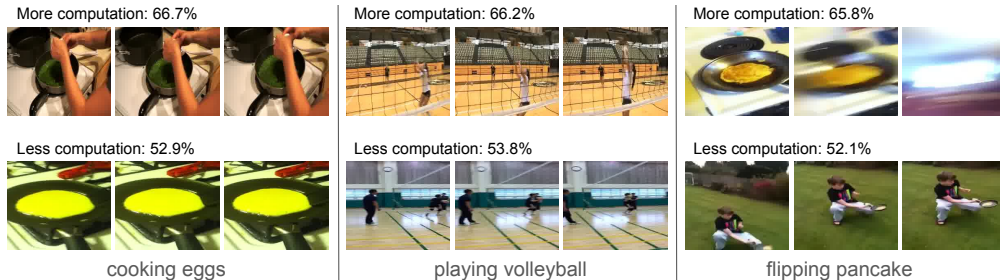 More computation: 66.7%
More computation: 66.2%
More computation: 65.8%
Less computation: 52.9%
Less computation: 53.8%
Less computation: 52.1%
cooking eggs
playing volleyball
flipping pancake